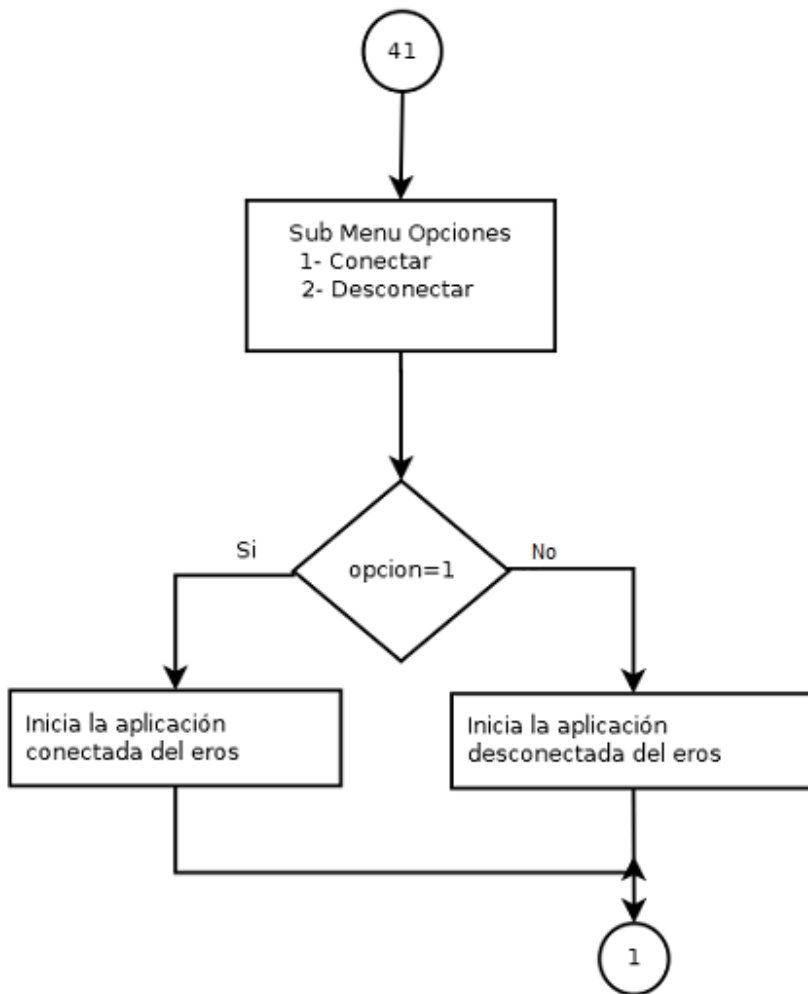 41
Sub Menu Opciones
1- Conectar
2- Desconectar
opcion=1
Si
No
Inicia la aplicación
conectada del eros
Inicia la aplicación
desconectada del eros
1